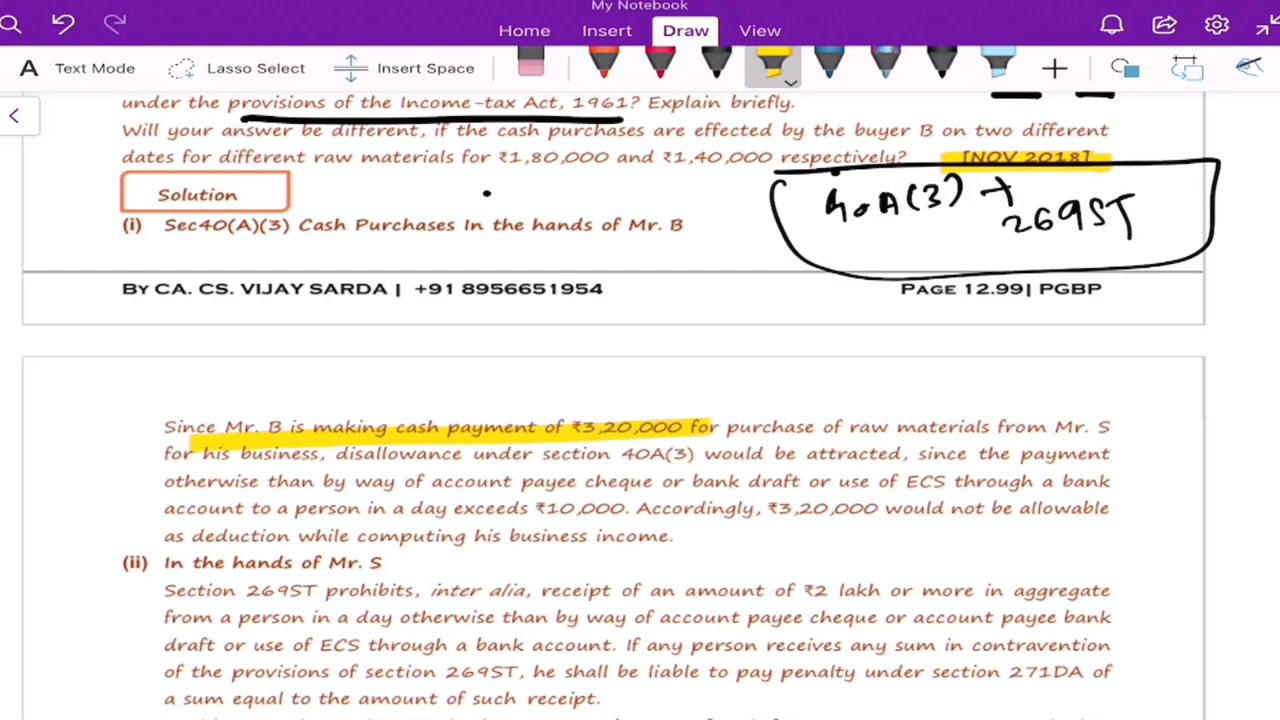 My Notebook
Home Insert Draw View
A Text Mode Lasso Select Insert Space
under the provisions of the Income-tax Act, 1961? Explain briefly.
Will your answer be different, if the cash purchases are effected by the buyer B on two different
dates for different raw materials for ₹1,80,000 and ₹1,40,000 respectively? [NOV 2018]
Solution
40A(3) +
269ST
(i) Sec40(A)(3) Cash Purchases In the hands of Mr. B
BY CA. CS. VIJAY SARDA | +91 8956651954 PAGE 12.99| PGBP
Since Mr. B is making cash payment of ₹3,20,000 for purchase of raw materials from Mr. S
for his business, disallowance under section 40A(3) would be attracted, since the payment
otherwise than by way of account payee cheque or bank draft or use of ECS through a bank
account to a person in a day exceeds ₹10,000. Accordingly, ₹3,20,000 would not be allowable
as deduction while computing his business income.
(ii) In the hands of Mr. S
Section 269ST prohibits, inter alia, receipt of an amount of ₹2 lakh or more in aggregate
from a person in a day otherwise than by way of account payee cheque or account payee bank
draft or use of ECS through a bank account. If any person receives any sum in contravention
of the provisions of section 269ST, he shall be liable to pay penalty under section 271DA of
a sum equal to the amount of such receipt.